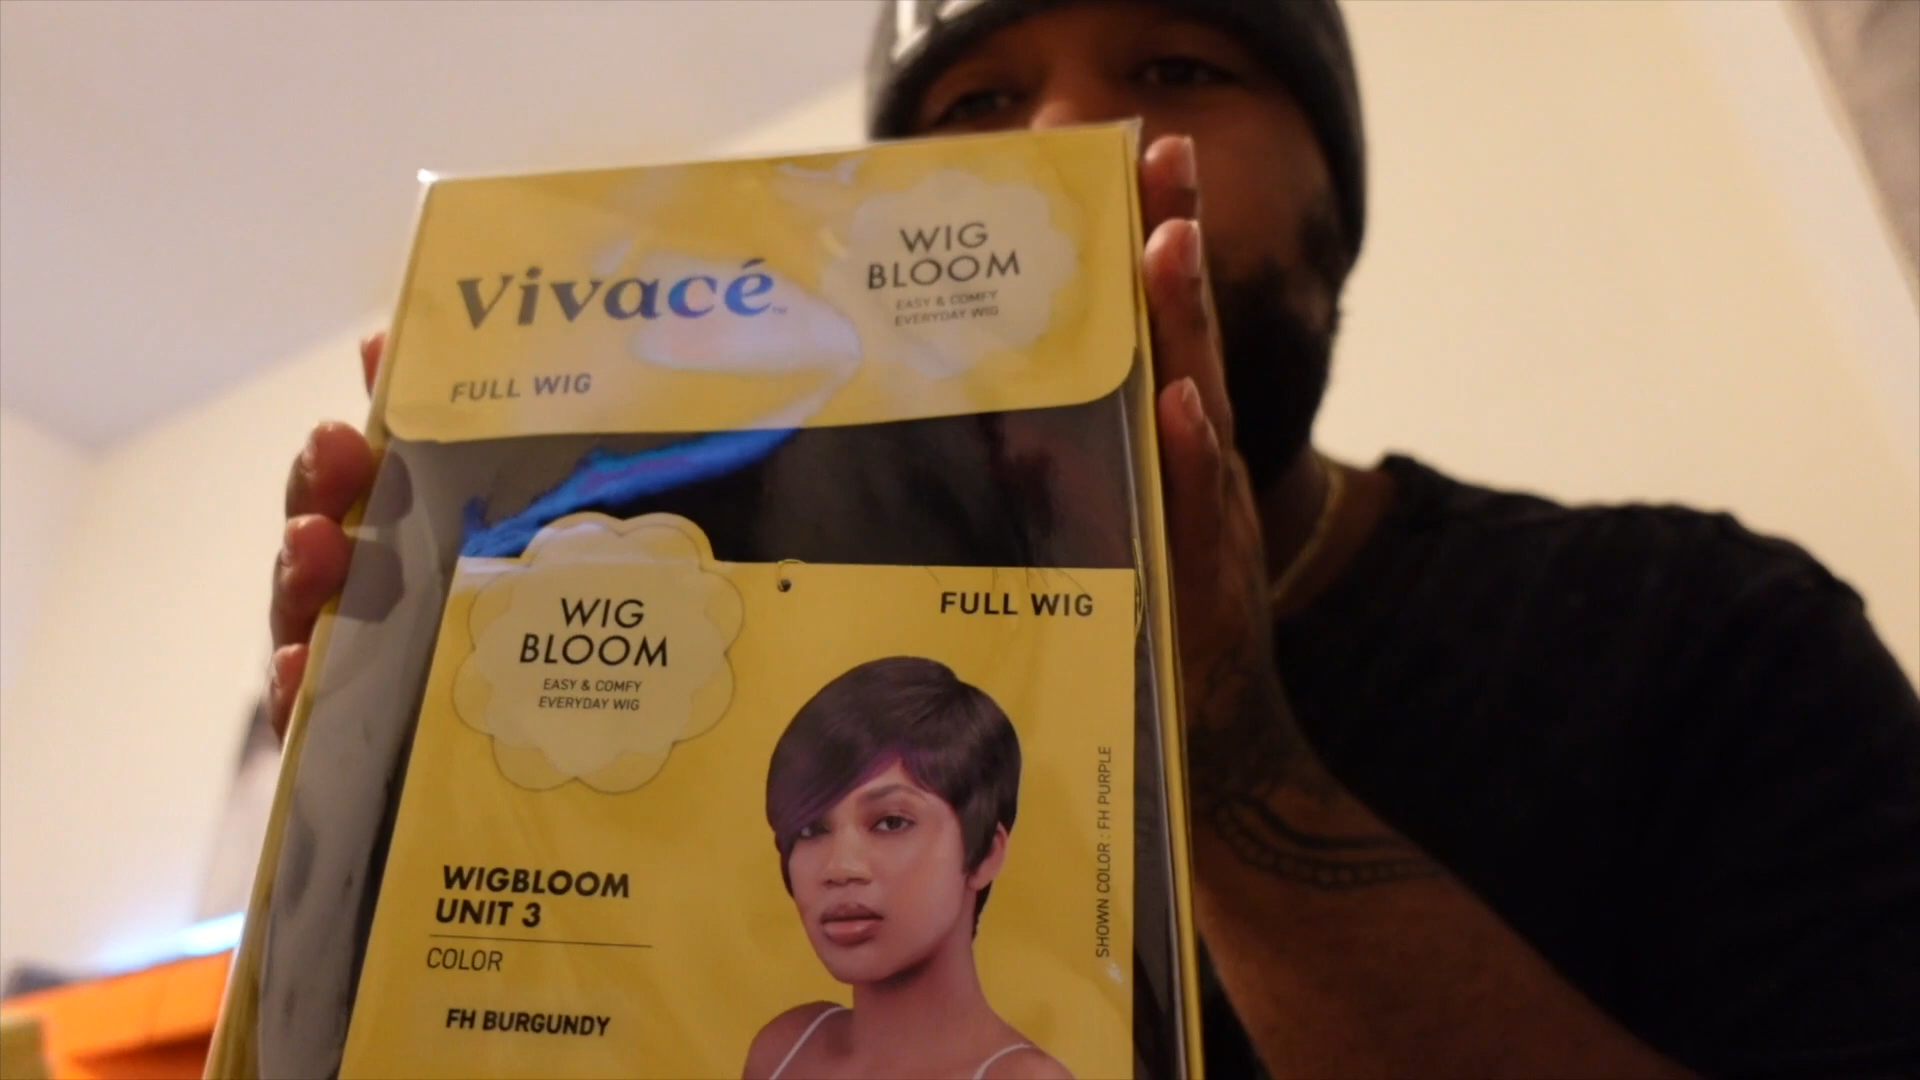 Vivacé™
FULL WIG
WIG
BLOOM
EASY & COMFY
EVERYDAY WIG
WIG
BLOOM
EASY & COMFY
EVERYDAY WIG
FULL WIG
WIGBLOOM
UNIT 3
COLOR
FH BURGUNDY
SHOWN COLOR : FH PURPLE